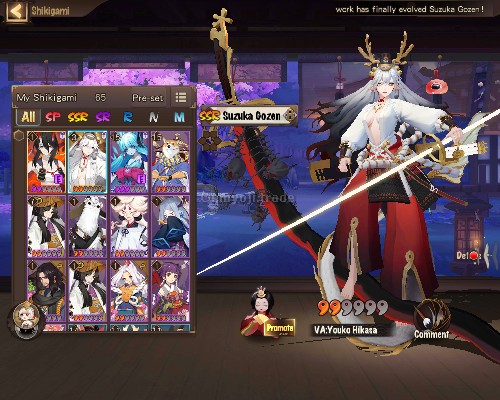 Shikigami
work has finally evolved Suzuka Gozen!
My Shikigami 65 Pre-set
All SP SSR SR R N M
SSR Suzuka Gozen
Details
999999
Promote
VA:Youko Hikasa
Comment